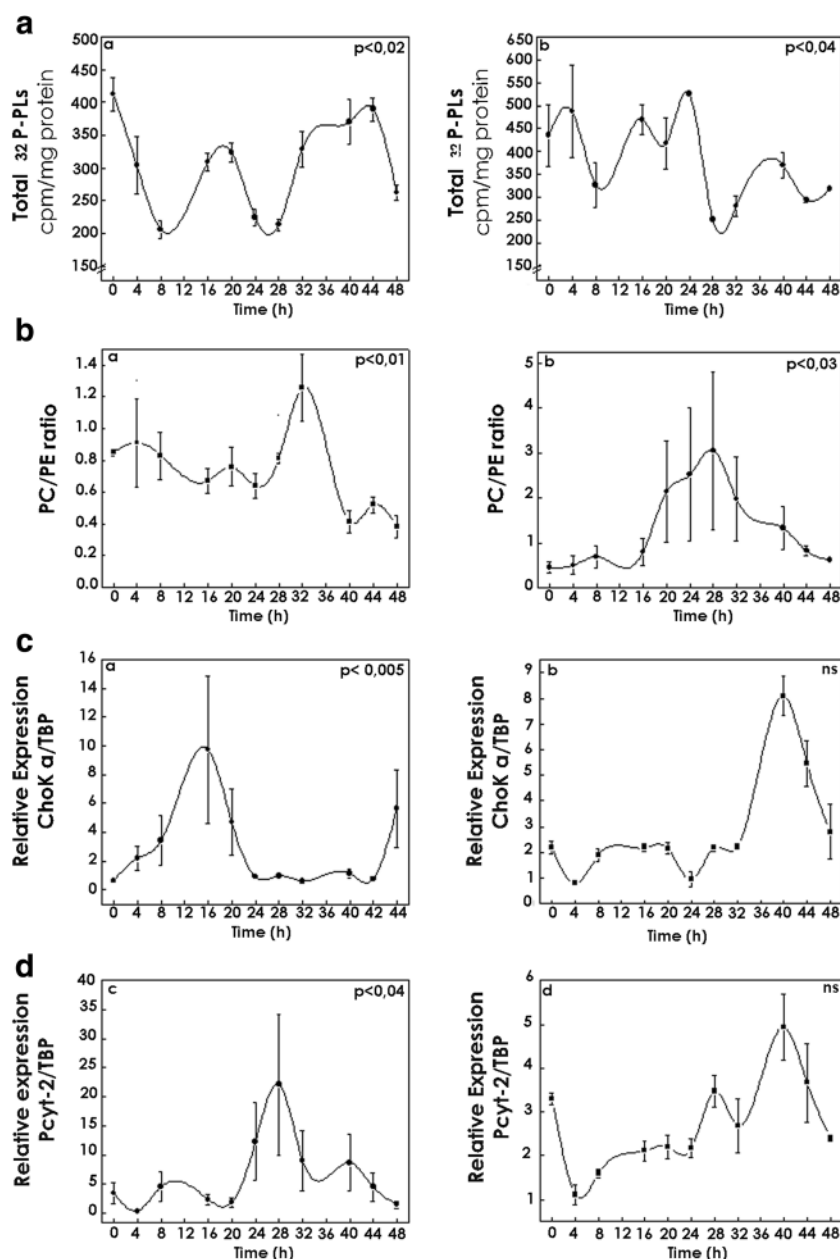 a
a
p<0,02
Total 32 P-PLs
cpm/mg protein
500
450
400
350
300
250
200
150
0 4 8 12 16 20 24 28 32 36 40 44 48
Time (h)
b
p<0,04
Total 32 P-PLs
cpm/mg protein
650
600
550
500
450
400
350
300
250
200
150
0 4 8 12 16 20 24 28 32 36 40 44 48
Time (h)
b
a
p<0,01
PC/PE ratio
1.4
1.2
1.0
0.8
0.6
0.4
0.2
0.0
0 4 8 12 16 20 24 28 32 36 40 44 48
Time (h)
b
p<0,03
PC/PE ratio
5
4
3
2
1
0
0 4 8 12 16 20 24 28 32 36 40 44 48
Time (h)
c
a
p< 0,005
Relative Expression
ChoK α/TBP
16
14
12
10
8
6
4
2
0
0 4 8 12 16 20 24 28 32 36 40 42 44
Time (h)
b
ns
Relative Expression
ChoK α/TBP
9
8
7
6
5
4
3
2
1
0
0 4 8 12 16 20 24 28 32 36 40 44 48
Time (h)
d
c
p<0,04
Relative expression
Pcyt-2/TBP
40
35
30
25
20
15
10
5
0
0 4 8 12 16 20 24 28 32 36 40 44 48
Time (h)
d
ns
Relative Expression
Pcyt-2/TBP
6
5
4
3
2
1
0 4 8 12 16 20 24 28 32 36 40 44 48
Time (h)